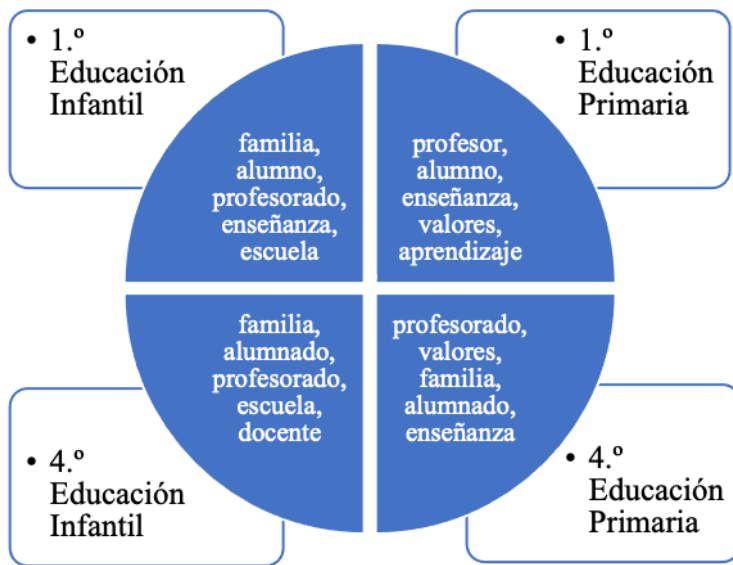 • 1.º
Educación
Infantil
familia,
alumno,
profesorado,
enseñanza,
escuela
profesor,
alumno,
enseñanza,
valores,
aprendizaje
• 1.º
Educación
Primaria
• 4.º
Educación
Infantil
familia,
alumnado,
profesorado,
escuela,
docente
profesorado,
valores,
familia,
alumnado,
enseñanza
• 4.º
Educación
Primaria